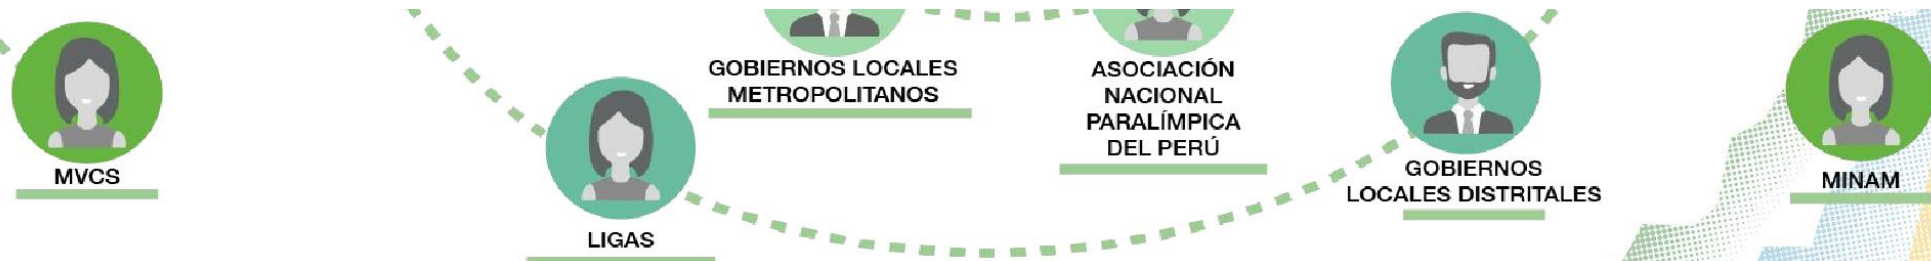 MVCS
LIGAS
GOBIERNOS LOCALES
METROPOLITANOS
ASOCIACIÓN
NACIONAL
PARALÍMPICA
DEL PERÚ
GOBIERNOS
LOCALES DISTRITALES
MINAM